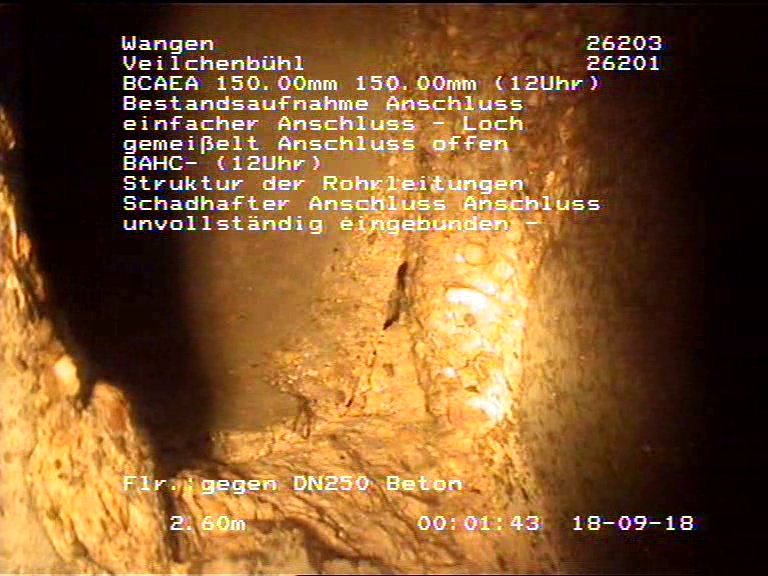 Wangen 26203
Veilchenbühl 26201
BCAEA 150.00mm 150.00mm (12Uhr)
Bestandsaufnahme Anschluss
einfacher Anschluss - Loch
gemeißelt Anschluss offen
BAHC- (12Uhr)
Struktur der Rohrleitungen
Schadhafter Anschluss Anschluss
unvollständig eingebunden -
Flr.:gegen DN250 Beton
2.60m 00:01:43 18-09-18